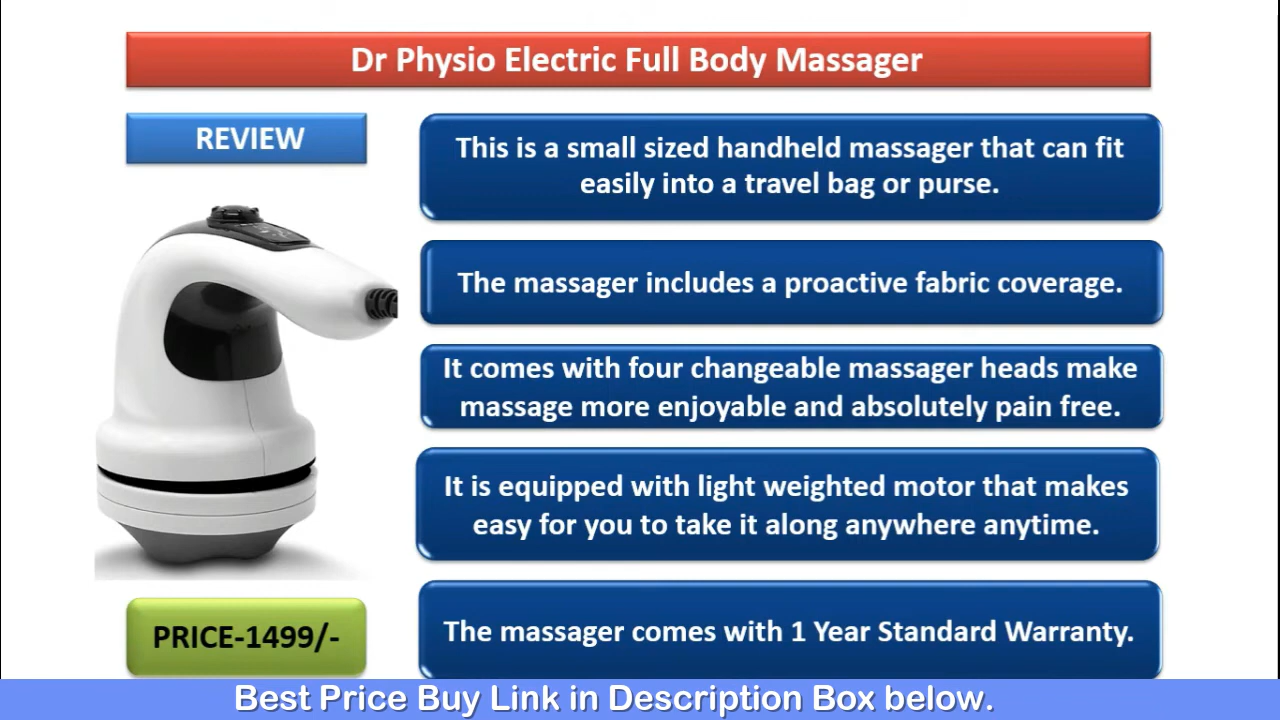 Dr Physio Electric Full Body Massager
REVIEW
This is a small sized handheld massager that can fit
easily into a travel bag or purse.
The massager includes a proactive fabric coverage.
It comes with four changeable massager heads make
massage more enjoyable and absolutely pain free.
It is equipped with light weighted motor that makes
easy for you to take it along anywhere anytime.
PRICE-1499/-
The massager comes with 1 Year Standard Warranty.
Best Price Buy Link in Description Box below.